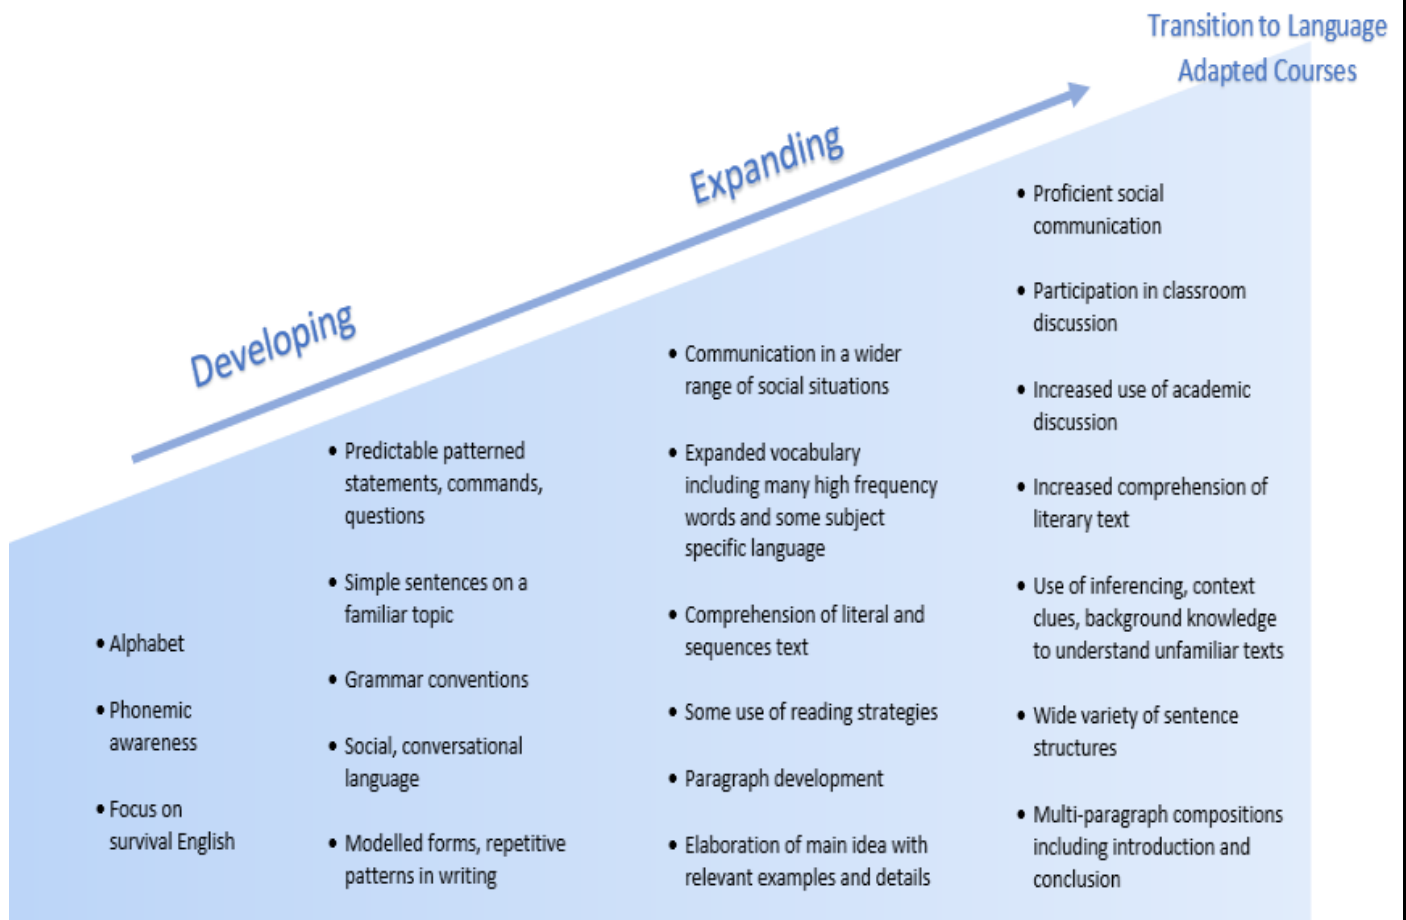 Transition to Language
Adapted Courses
Expanding
Developing
• Alphabet
• Phonemic
awareness
• Focus on
survival English
• Predictable patterned
statements, commands,
questions
• Simple sentences on a
familiar topic
• Grammar conventions
• Social, conversational
language
• Modelled forms, repetitive
patterns in writing
• Communication in a wider
range of social situations
• Expanded vocabulary
including many high frequency
words and some subject
specific language
• Comprehension of literal and
sequences text
• Some use of reading strategies
• Paragraph development
• Elaboration of main idea with
relevant examples and details
• Proficient social
communication
• Participation in classroom
discussion
• Increased use of academic
discussion
• Increased comprehension of
literary text
• Use of inferencing, context
clues, background knowledge
to understand unfamiliar texts
• Wide variety of sentence
structures
• Multi-paragraph compositions
including introduction and
conclusion